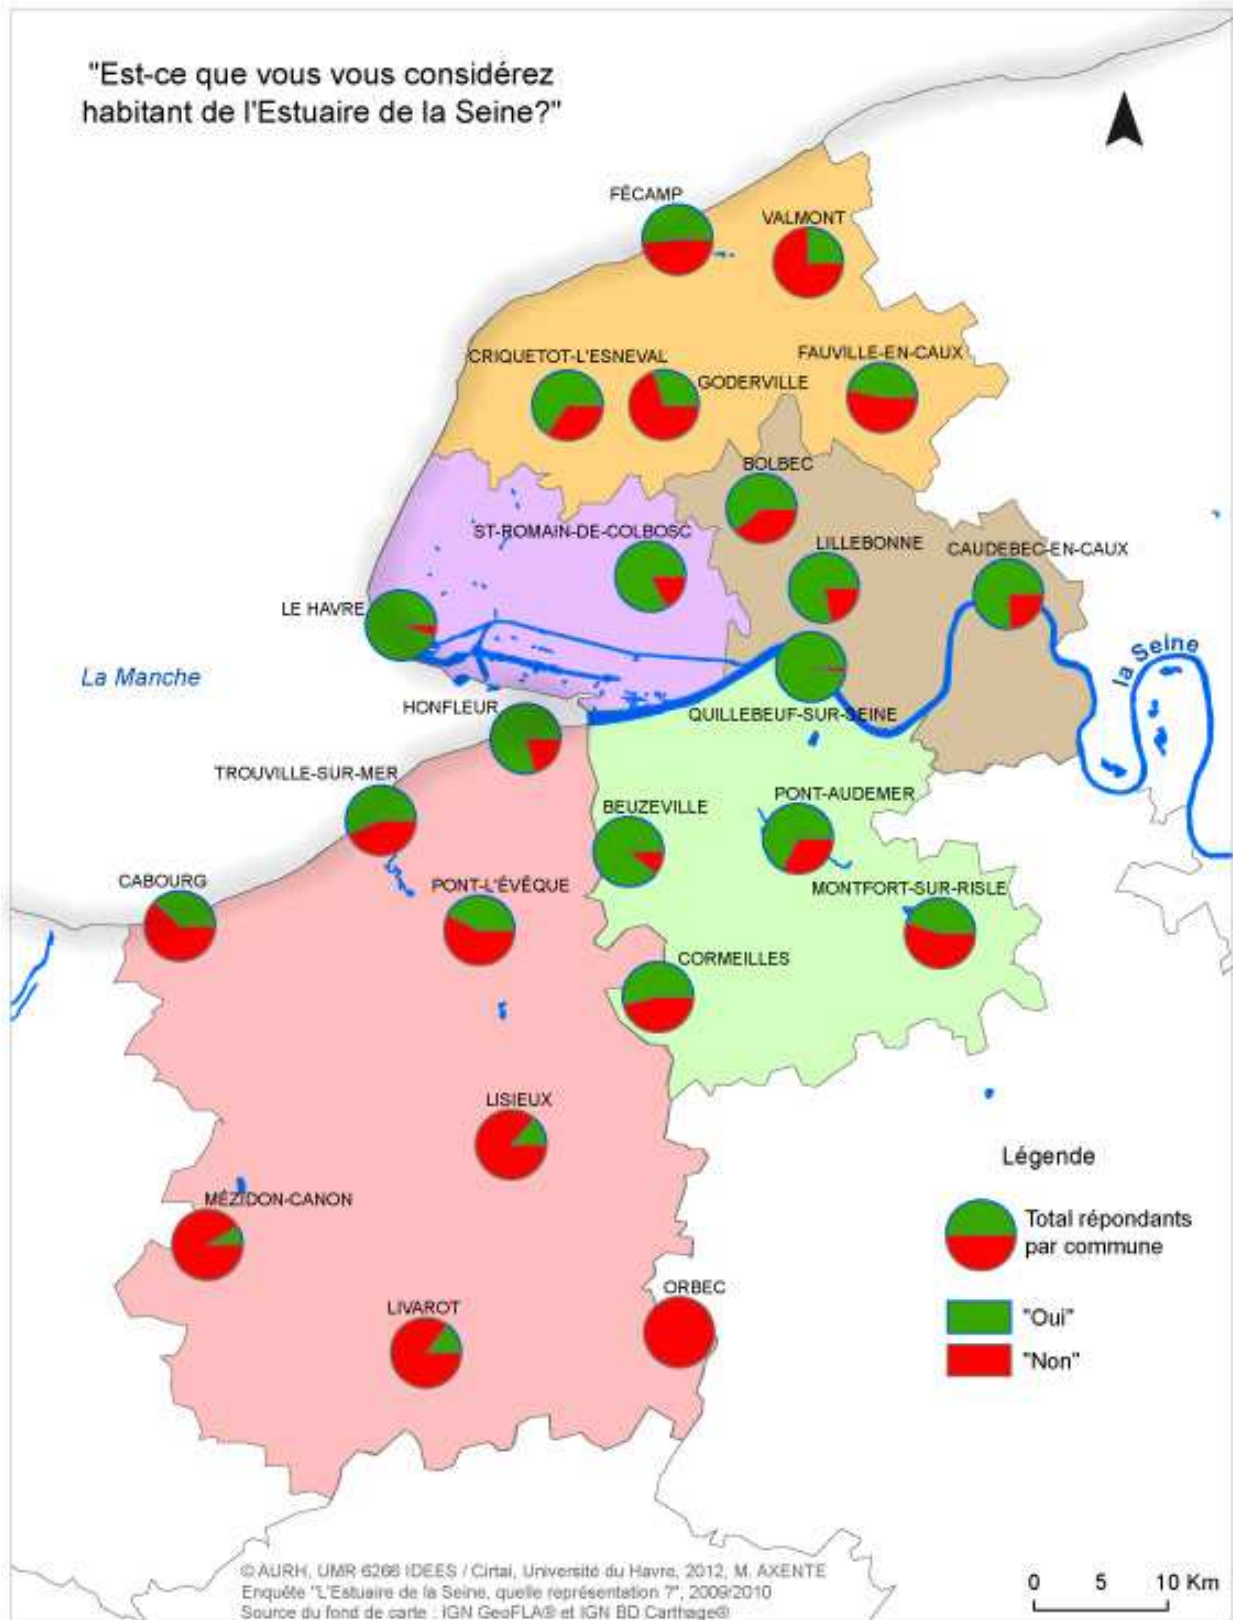 "Est-ce que vous vous considérez
habitant de l'Estuaire de la Seine?"
FÉCAMP
VALMONT
CRIQUETOT-L'ESNEVAL
FAUVILLE-EN-CAUX
GODERVILLE
BOLBEC
ST-ROMAIN-DE-COLBOSC
LILLEBONNE
CAUDEBEC-EN-CAUX
LE HAVRE
la Seine
La Manche
HONFLEUR
QUILLEBEUF-SUR-SEINE
TROUVILLE-SUR-MER
BEUZEVILLE
PONT-AUDEMER
CABOURG
PONT-L'ÉVÊQUE
MONTFORT-SUR-RISLE
CORMEILLES
LISIEUX
Légende
MÉZIDON-CANON
Total répondants
par commune
ORBEC
LIVAROT
"Oui"
"Non"
© AURH, UMR 6266 IDEES / Cirtai, Université du Havre, 2012, M. AXENTE
Enquête "L'Estuaire de la Seine, quelle représentation ?", 2009/2010
Source du fond de carte : IGN GeoFLA® et IGN BD Carthage®
0 5 10 Km